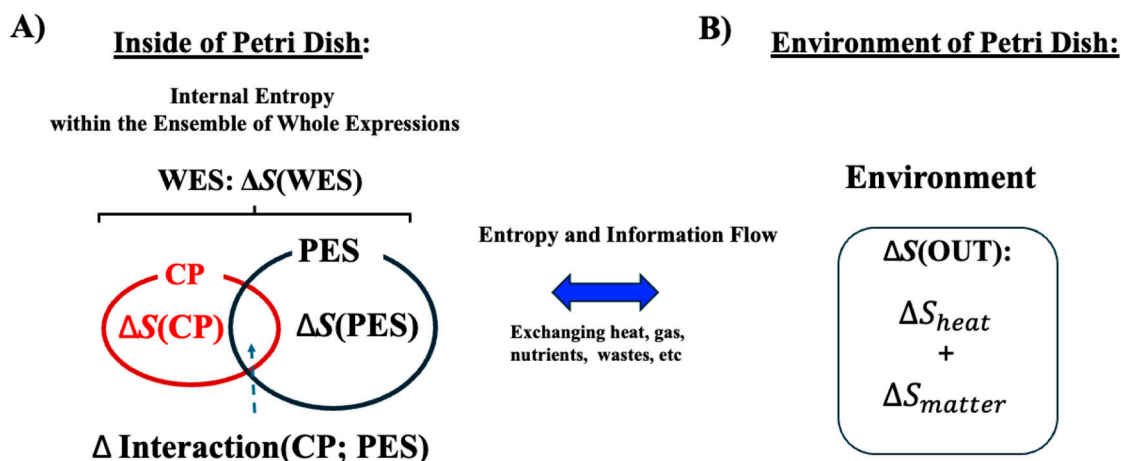 A)
Inside of Petri Dish:
Internal Entropy
within the Ensemble of Whole Expressions
WES: ΔS(WES)
PES
CP
ΔS(CP)
ΔS(PES)
Δ Interaction(CP; PES)
Entropy and Information Flow
Exchanging heat, gas,
nutrients, wastes, etc
B)
Environment of Petri Dish:
Environment
ΔS(OUT):
ΔS_heat
+
ΔS_matter